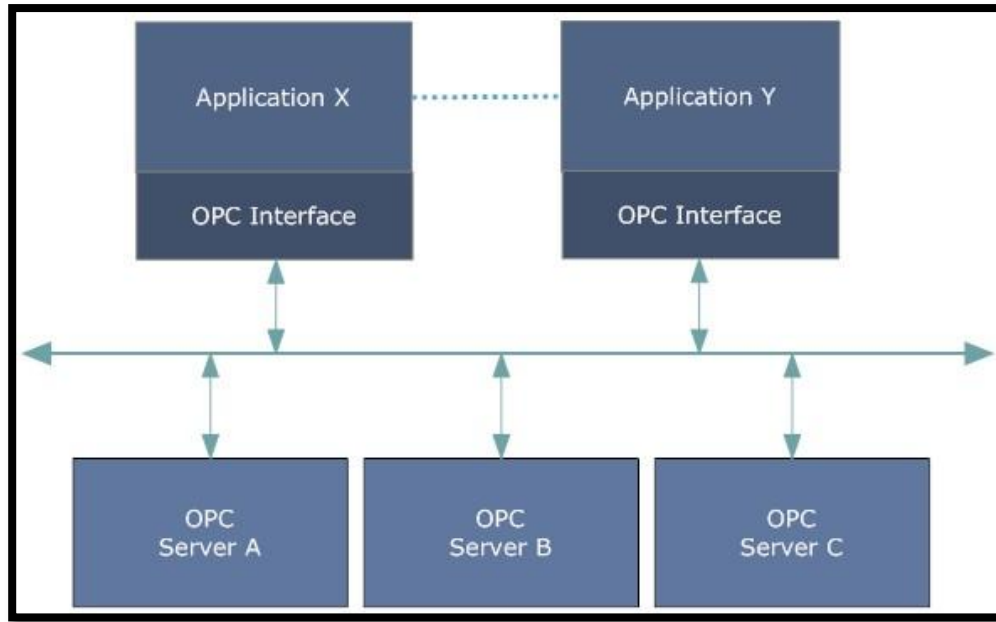 Application X
Application Y
OPC Interface
OPC Interface
OPC
Server A
OPC
Server B
OPC
Server C